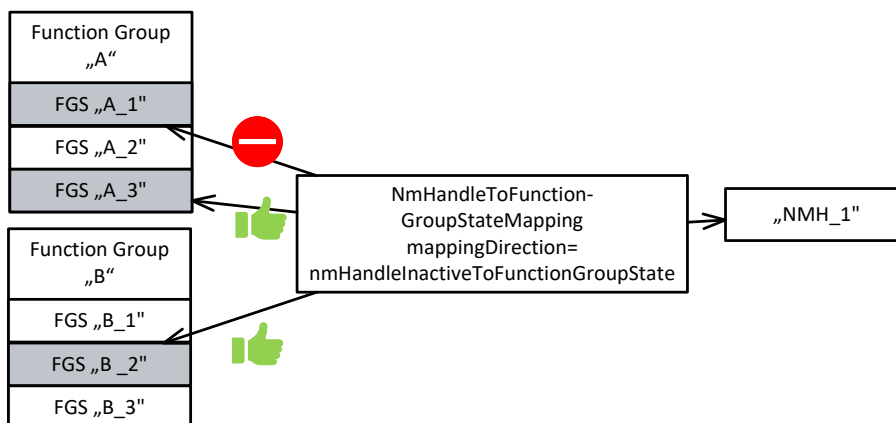 Function Group
„A“
FGS „A_1"
FGS „A_2"
FGS „A_3"
Function Group
„B“
FGS „B_1"
FGS „B _2"
FGS „B_3"
NmHandleToFunction-
GroupStateMapping
mappingDirection=
nmHandleInactiveToFunctionGroupState
„NMH_1"